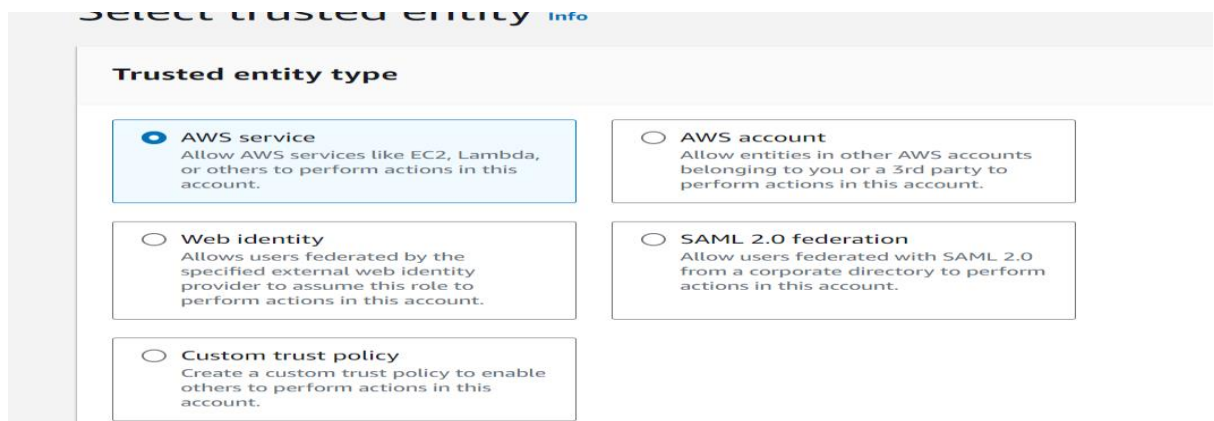 Select trusted entity Info
Trusted entity type
AWS service
Allow AWS services like EC2, Lambda,
or others to perform actions in this
account.
AWS account
Allow entities in other AWS accounts
belonging to you or a 3rd party to
perform actions in this account.
Web identity
Allows users federated by the
specified external web identity
provider to assume this role to
perform actions in this account.
SAML 2.0 federation
Allow users federated with SAML 2.0
from a corporate directory to perform
actions in this account.
Custom trust policy
Create a custom trust policy to enable
others to perform actions in this
account.